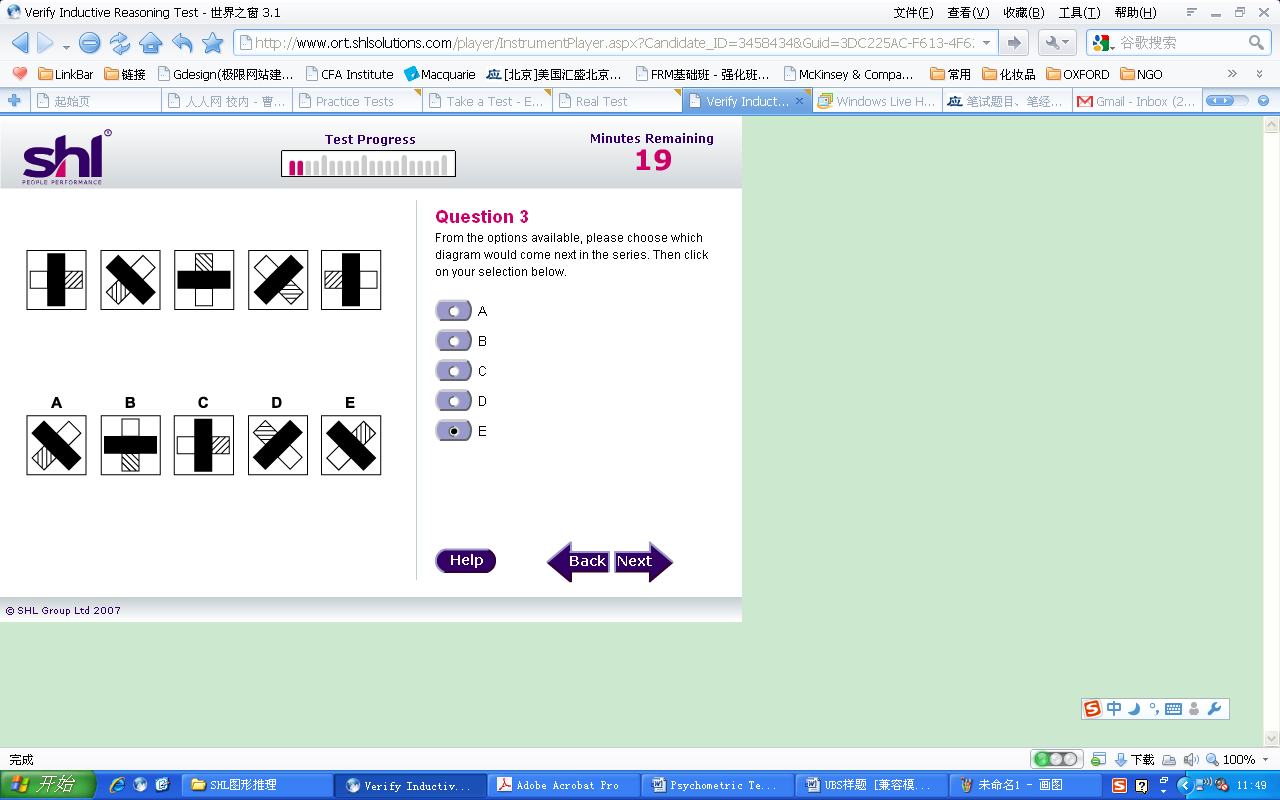 Verify Inductive Reasoning Test - 世界之窗 3.1
文件(F) 查看(V) 收藏(B) 工具(T) 帮助(H)
http://www.ort.shlsolutions.com/player/InstrumentPlayer.aspx?Candidate_ID=3458434&Guid=3DC225AC-F613-4F6
谷歌搜索
LinkBar 链接 Gdesign(极限网站建... CFA Institute Macquarie [北京]美国汇盛北京... FRM基础班 - 强化班... McKinsey & Compa... 常用 化妆品 OXFORD NGO
起始页 人人网 校内 - 曹... Practice Tests Take a Test - E... Real Test Verify Induct... Windows Live H... 笔试题目、笔经... Gmail - Inbox (2...
shl
PEOPLE PERFORMANCE
Test Progress
Minutes Remaining
19
Question 3
From the options available, please choose which
diagram would come next in the series. Then click
on your selection below.
A
B
C
D
E
A B C D E
Help Back Next
© SHL Group Ltd 2007
中
完成
下载 100%
开始 SHL图形推理 Verify Inductiv... Adobe Acrobat Pro Psychometric Te... UBS样题 [兼容模... 未命名1 - 画图 11:49